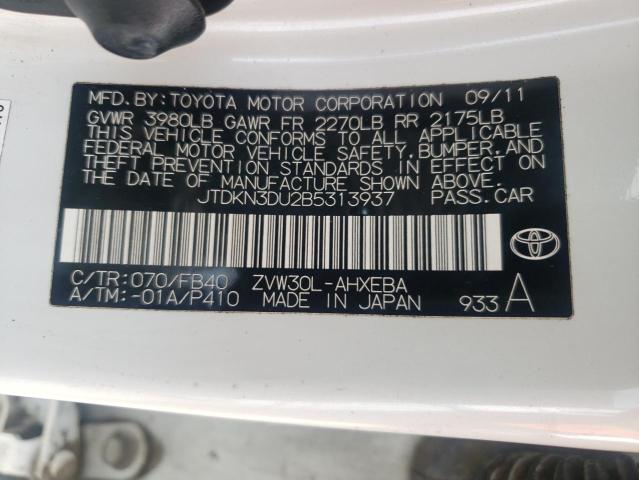 MFD. BY: TOYOTA MOTOR CORPORATION 09/11
GVWR 3980LB GAWR FR 2270LB RR 2175LB
THIS VEHICLE CONFORMS TO ALL APPLICABLE
FEDERAL MOTOR VEHICLE SAFETY, BUMPER, AND
THEFT PREVENTION STANDARDS IN EFFECT ON
THE DATE OF MANUFACTURE SHOWN ABOVE.
JTDKN3DU2B5313937 PASS. CAR
C/TR: 070/FB40 ZVW30L-AHXEBA
A/TM: -01A/P410 MADE IN JAPAN 933 A